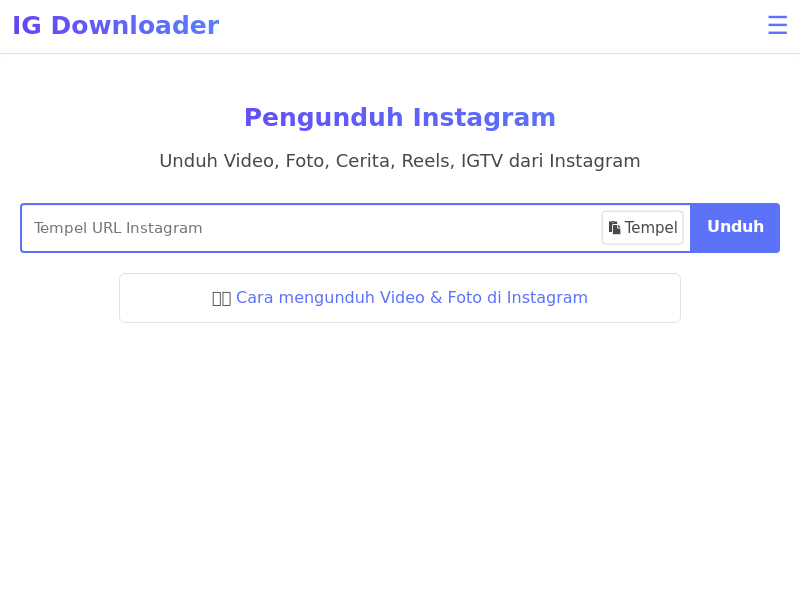 IG Downloader
☰
Pengunduh Instagram
Unduh Video, Foto, Cerita, Reels, IGTV dari Instagram
Tempel URL Instagram
Tempel
Unduh
Cara mengunduh Video & Foto di Instagram